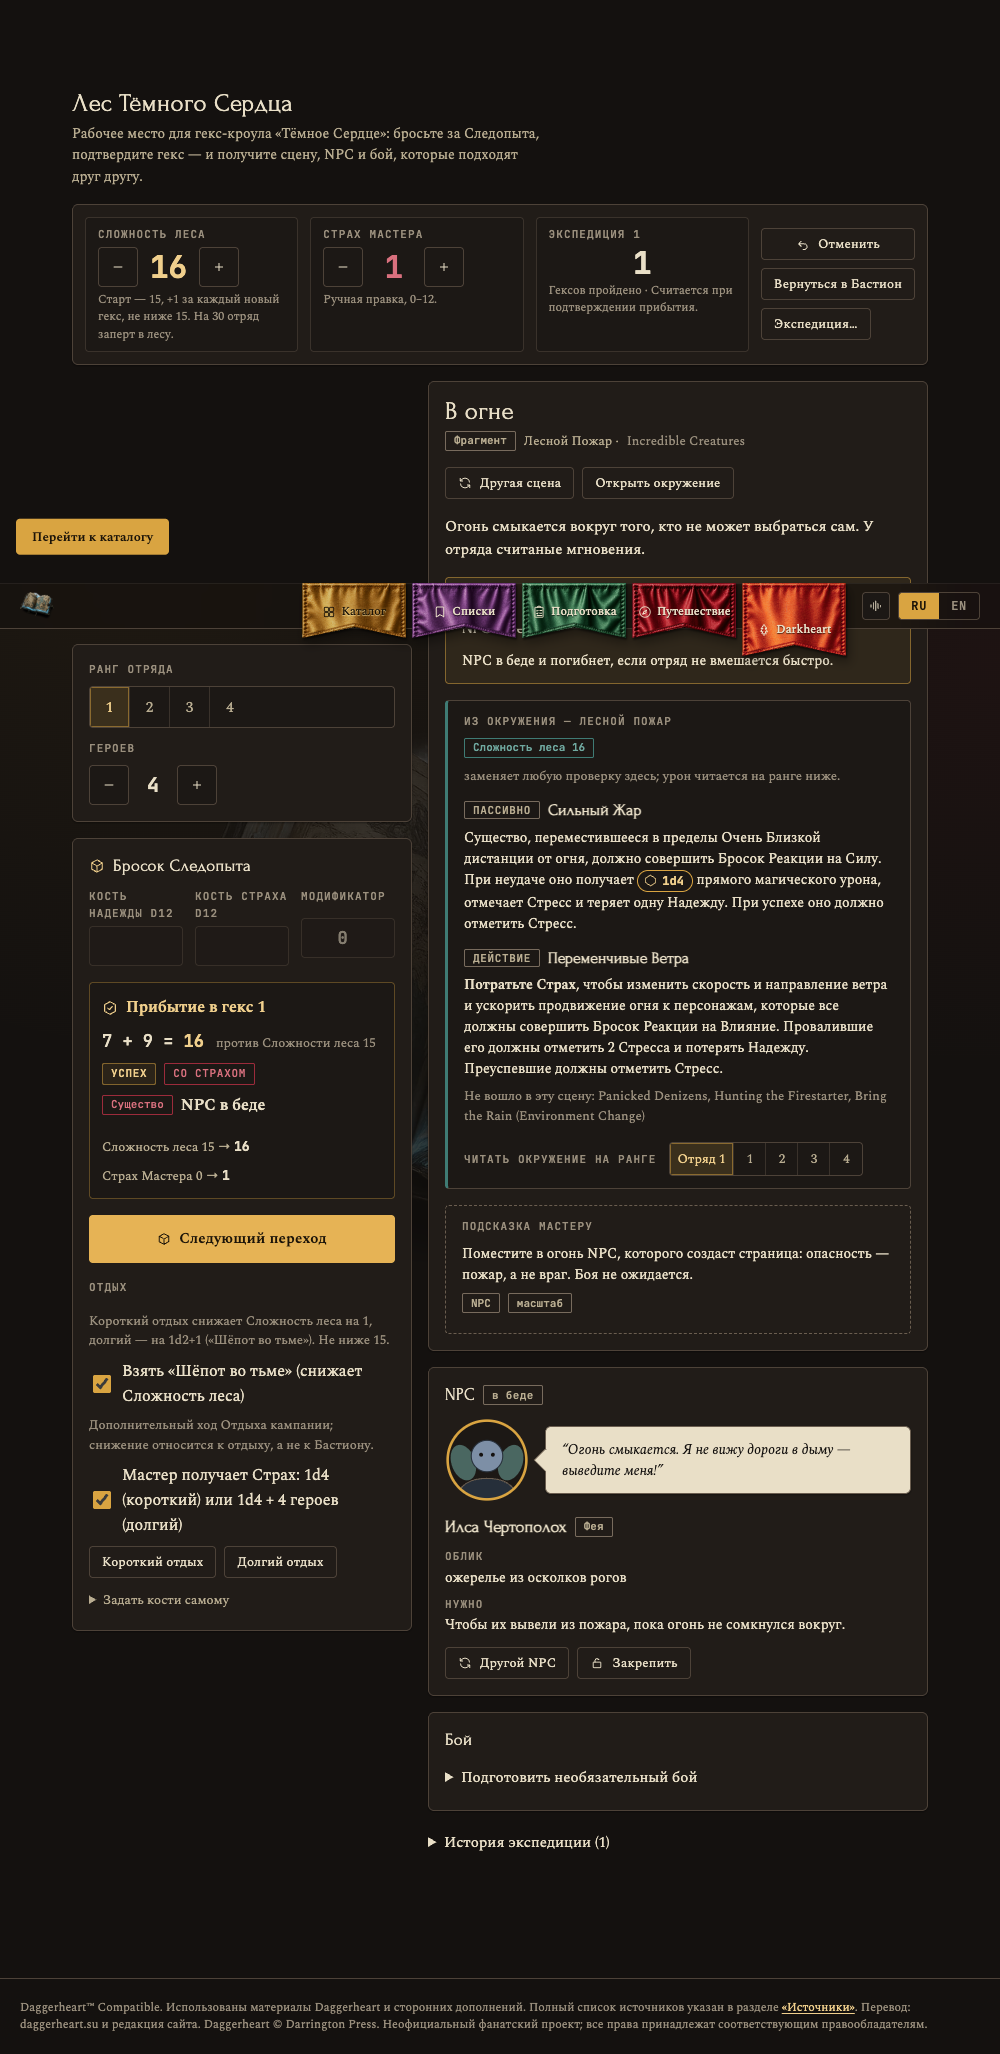 Лес Тёмного Сердца
Рабочее место для гекс-кроула «Тёмное Сердце»: бросьте за Следопыта,
подтвердите гекс — и получите сцену, NPC и бой, которые подходят
друг другу.
СЛОЖНОСТЬ ЛЕСА
− 16 +
Старт — 15, +1 за каждый новый
гекс, не ниже 15. На 30 отряд
заперт в лесу.
СТРАХ МАСТЕРА
− 1 +
Ручная правка, 0–12.
ЭКСПЕДИЦИЯ 1
1
Гексов пройдено · Считается при
подтверждении прибытия.
Отменить
Вернуться в Бастион
Экспедиция…
Перейти к каталогу
Каталог
Списки
Подготовка
Путешествие
Darkheart
RU EN
РАНГ ОТРЯДА
1 2 3 4
ГЕРОЕВ
− 4 +
Бросок Следопыта
КОСТЬ
НАДЕЖДЫ D12
КОСТЬ СТРАХА
D12
МОДИФИКАТОР
0
Прибытие в гекс 1
7 + 9 = 16 против Сложности леса 15
УСПЕХ СО СТРАХОМ
Существо NPC в беде
Сложность леса 15 → 16
Страх Мастера 0 → 1
Следующий переход
ОТДЫХ
Короткий отдых снижает Сложность леса на 1,
долгий — на 1d2+1 («Шёпот во тьме»). Не ниже 15.
Взять «Шёпот во тьме» (снижает
Сложность леса)
Дополнительный ход Отдыха кампании;
снижение относится к отдыху, а не к Бастиону.
Мастер получает Страх: 1d4
(короткий) или 1d4 + 4 героев
(долгий)
Короткий отдых
Долгий отдых
Задать кости самому
В огне
Фрагмент Лесной Пожар · Incredible Creatures
Другая сцена
Открыть окружение
Огонь смыкается вокруг того, кто не может выбраться сам. У
отряда считаные мгновения.
NPC в беде и погибнет, если отряд не вмешается быстро.
ИЗ ОКРУЖЕНИЯ — ЛЕСНОЙ ПОЖАР
Сложность леса 16
заменяет любую проверку здесь; урон читается на ранге ниже.
ПАССИВНО Сильный Жар
Существо, переместившееся в пределы Очень Близкой
дистанции от огня, должно совершить Бросок Реакции на Силу.
При неудаче оно получает 1d4 прямого магического урона,
отмечает Стресс и теряет одну Надежду. При успехе оно должно
отметить Стресс.
ДЕЙСТВИЕ Переменчивые Ветра
Потратьте Страх, чтобы изменить скорость и направление ветра
и ускорить продвижение огня к персонажам, которые все
должны совершить Бросок Реакции на Влияние. Провалившие
его должны отметить 2 Стресса и потерять Надежду.
Преуспевшие должны отметить Стресс.
Не вошло в эту сцену: Panicked Denizens, Hunting the Firestarter, Bring
the Rain (Environment Change)
ЧИТАТЬ ОКРУЖЕНИЕ НА РАНГЕ Отряд 1 1 2 3 4
ПОДСКАЗКА МАСТЕРУ
Поместите в огонь NPC, которого создаст страница: опасность —
пожар, а не враг. Боя не ожидается.
NPC масштаб
NPC в беде
“Огонь смыкается. Я не вижу дороги в дыму —
выведите меня!”
Илса Чертополох Фея
ОБЛИК
ожерелье из осколков рогов
НУЖНО
Чтобы их вывели из пожара, пока огонь не сомкнулся вокруг.
Другой NPC
Закрепить
Бой
Подготовить необязательный бой
История экспедиции (1)
Daggerheart™ Compatible. Использованы материалы Daggerheart и сторонних дополнений. Полный список источников указан в разделе «Источники». Перевод:
daggerheart.su и редакция сайта. Daggerheart © Darrington Press. Неофициальный фанатский проект; все права принадлежат соответствующим правообладателям.